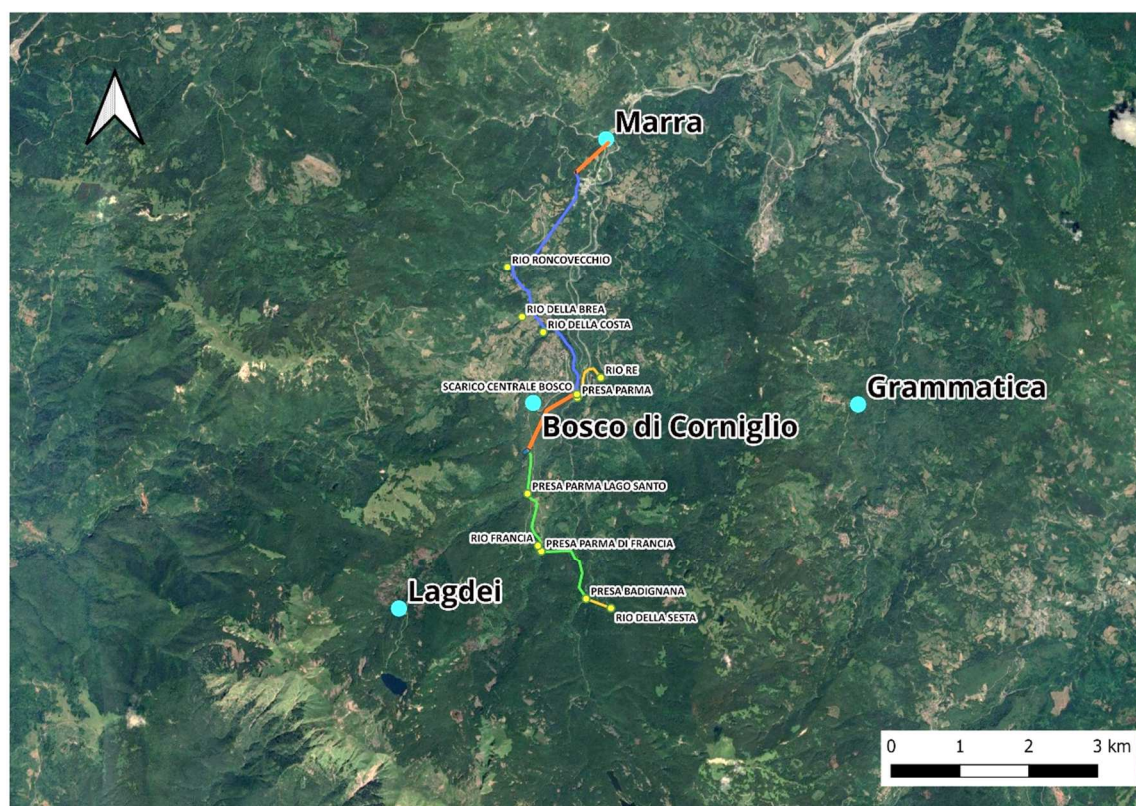 Marra
RIO RONCOVECCHIO
RIO DELLA BREA
RIO DELLA COSTA
RIO RE
SCARICO CENTRALE BOSCO
PRESA PARMA
Grammatica
Bosco di Corniglio
PRESA PARMA LAGO SANTO
RIO FRANCIA
PRESA PARMA DI FRANCIA
Lagdei
PRESA BADIGNANA
RIO DELLA SESTA
0 1 2 3 km